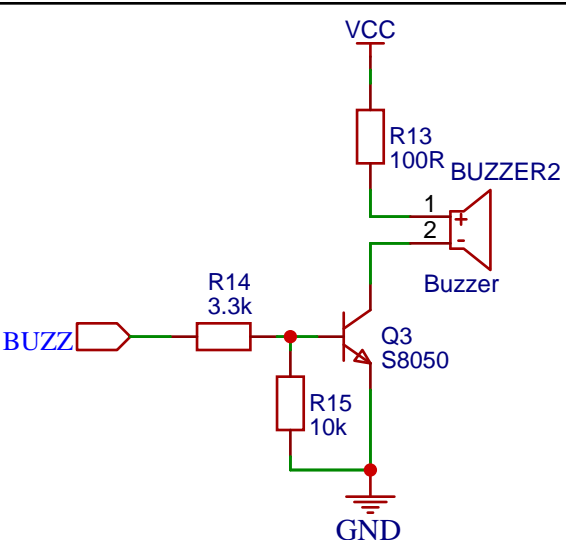 VCC
R13
100R
BUZZER2
1
+
2
-
Buzzer
R14
3.3k
BUZZ
Q3
S8050
R15
10k
GND